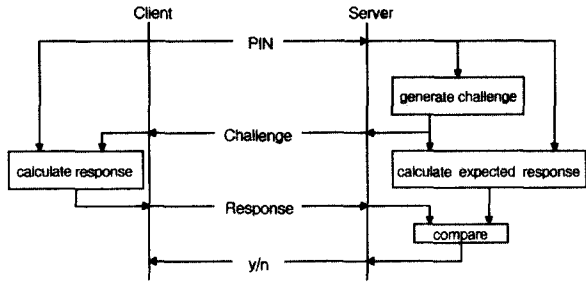 Client
Server
PIN
generate challenge
Challenge
calculate response
calculate expected response
Response
compare
y/n